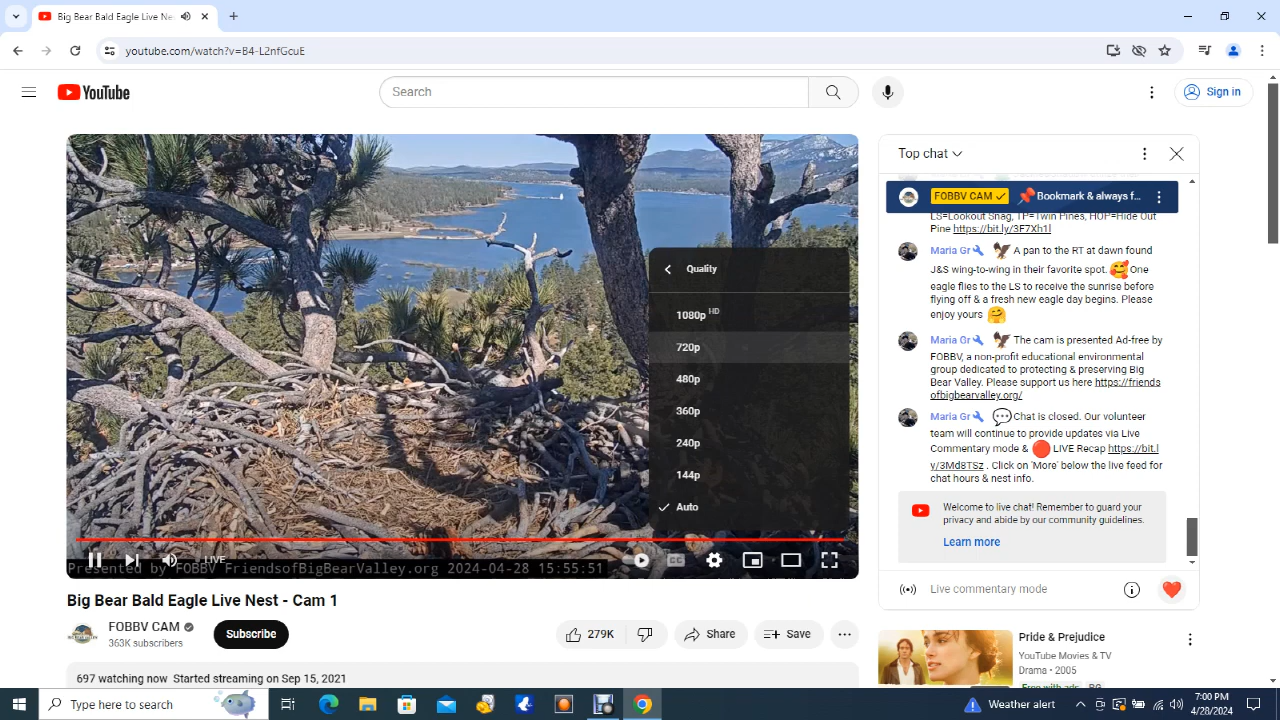 Big Bear Bald Eagle Live Ne
youtube.com/watch?v=B4-L2nfGcuE
YouTube
Search
Sign in
Quality
1080p HD
720p
480p
360p
240p
144p
Auto
LIVE
CC
Presented by FOBBV FriendsofBigBearValley.org 2024-04-28 15:55:51
Big Bear Bald Eagle Live Nest - Cam 1
FOBBV CAM
363K subscribers
Subscribe
279K
Share
Save
697 watching now Started streaming on Sep 15, 2021
Top chat
FOBBV CAM 📌Bookmark & always f...
LS=Lookout Snag, TP=Twin Pines, HOP=Hide Out
Pine https://bit.ly/3F7Xh1l
Maria Gr🔧 🦅 A pan to the RT at dawn found
J&S wing-to-wing in their favorite spot. 🥰One
eagle flies to the LS to receive the sunrise before
flying off & a fresh new eagle day begins. Please
enjoy yours 🤗
Maria Gr🔧 🦅 The cam is presented Ad-free by
FOBBV, a non-profit educational environmental
group dedicated to protecting & preserving Big
Bear Valley. Please support us here https://friends
ofbigbearvalley.org/
Maria Gr🔧 💬Chat is closed. Our volunteer
team will continue to provide updates via Live
Commentary mode & 🔴 LIVE Recap https://bit.l
y/3Md8TSz . Click on 'More' below the live feed for
chat hours & nest info.
Welcome to live chat! Remember to guard your
privacy and abide by our community guidelines.
Learn more
Live commentary mode
Pride & Prejudice
YouTube Movies & TV
Drama • 2005
Free with ads PG
Type here to search
Weather alert
7:00 PM
4/28/2024